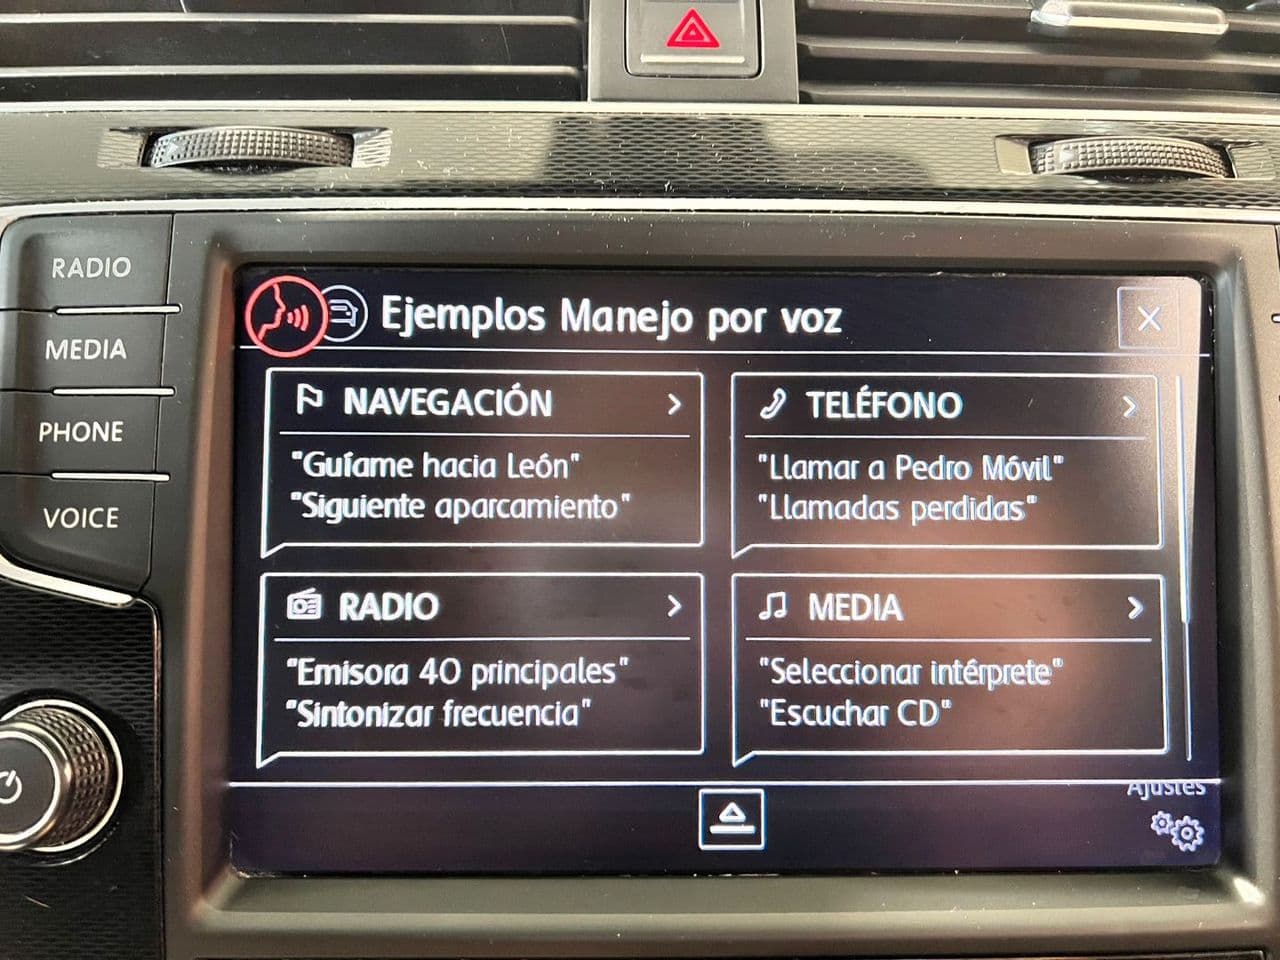 RADIO
MEDIA
PHONE
VOICE
Ejemplos Manejo por voz
NAVEGACIÓN
"Guíame hacia León"
"Siguiente aparcamiento"
TELÉFONO
"Llamar a Pedro Móvil"
"Llamadas perdidas"
RADIO
"Emisora 40 principales"
"Sintonizar frecuencia"
MEDIA
"Seleccionar intérprete"
"Escuchar CD"
Ajustes